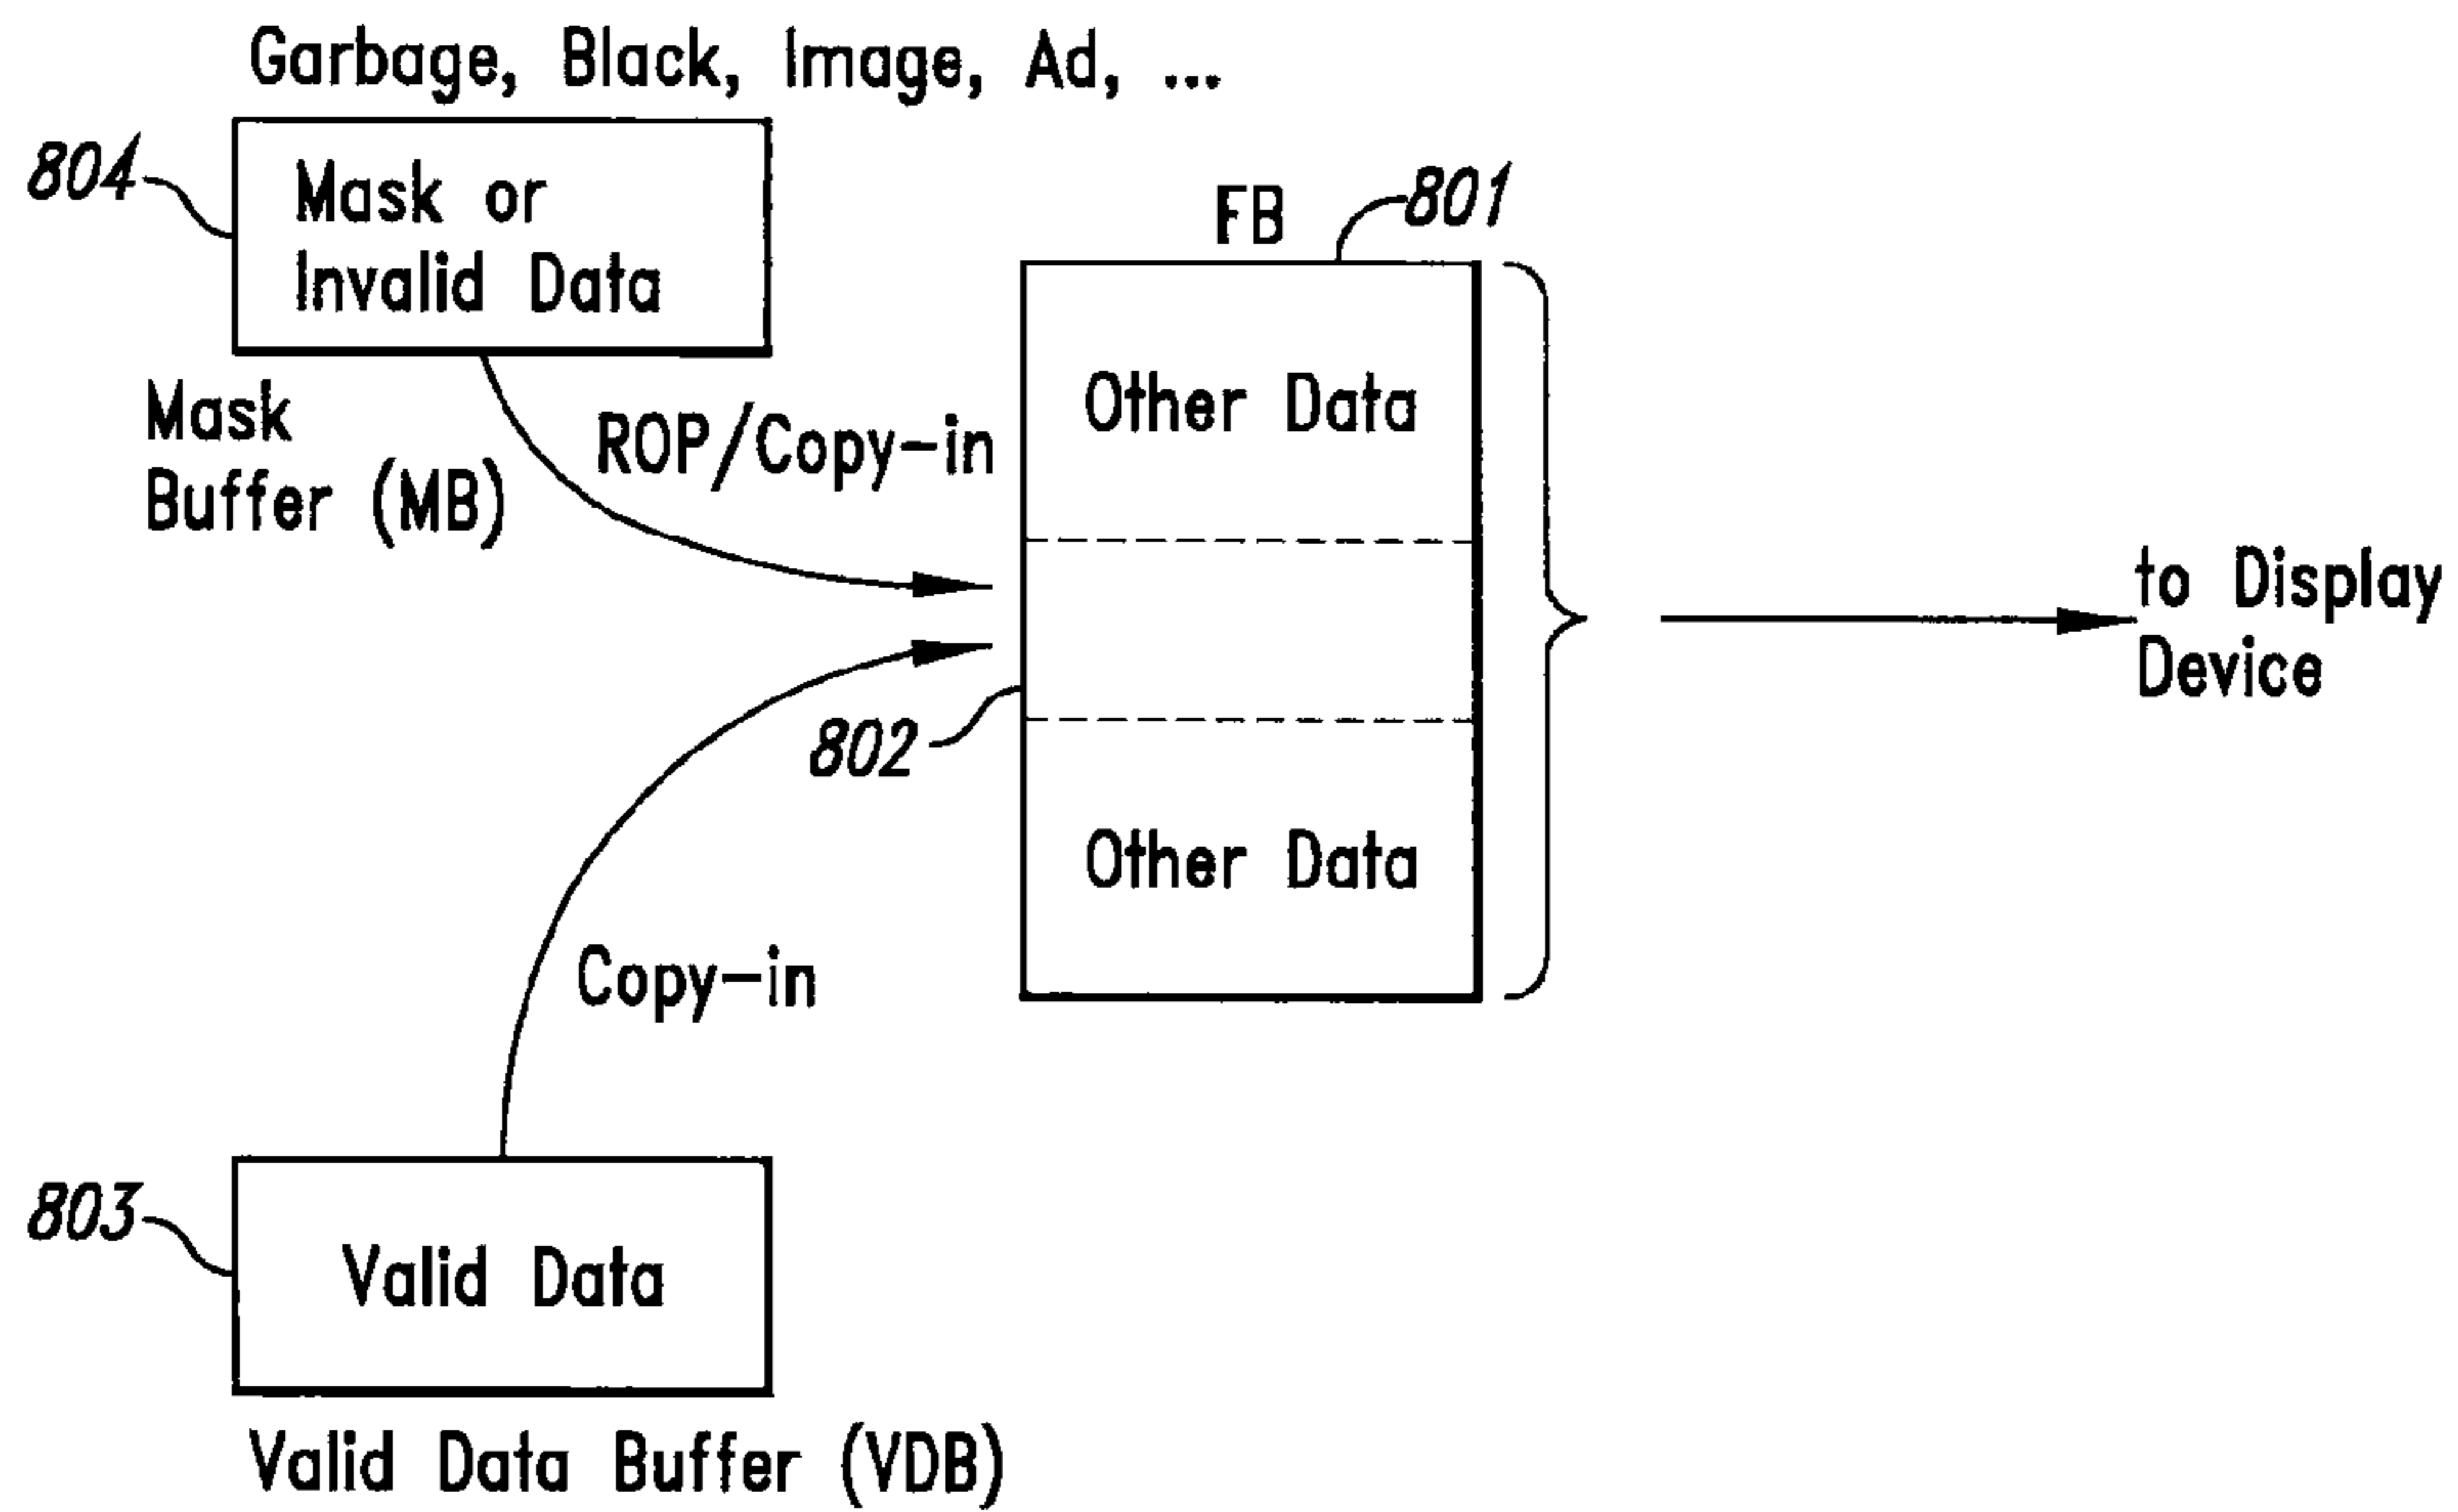 Garbage, Black, Image, Ad, ...
804
Mask or
Invalid Data
Mask
Buffer (MB)
ROP/Copy-in
FB
801
Other Data
802
Other Data
to Display
Device
Copy-in
803
Valid Data
Valid Data Buffer (VDB)